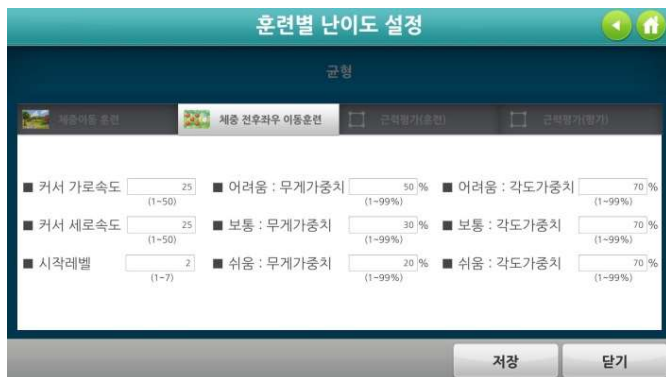 훈련별 난이도 설정
균형
체중이동 훈련 체중 전후좌우 이동훈련 근력평가(훈련) 근력평가(평가)
■ 커서 가로속도 25 ■ 어려움 : 무게가중치 50 % ■ 어려움 : 각도가중치 70 %
(1~50) (1~99%) (1~99%)
■ 커서 세로속도 25 ■ 보통 : 무게가중치 30 % ■ 보통 : 각도가중치 70 %
(1~50) (1~99%) (1~99%)
■ 시작레벨 2 ■ 쉬움 : 무게가중치 20 % ■ 쉬움 : 각도가중치 70 %
(1~7) (1~99%) (1~99%)
저장 닫기